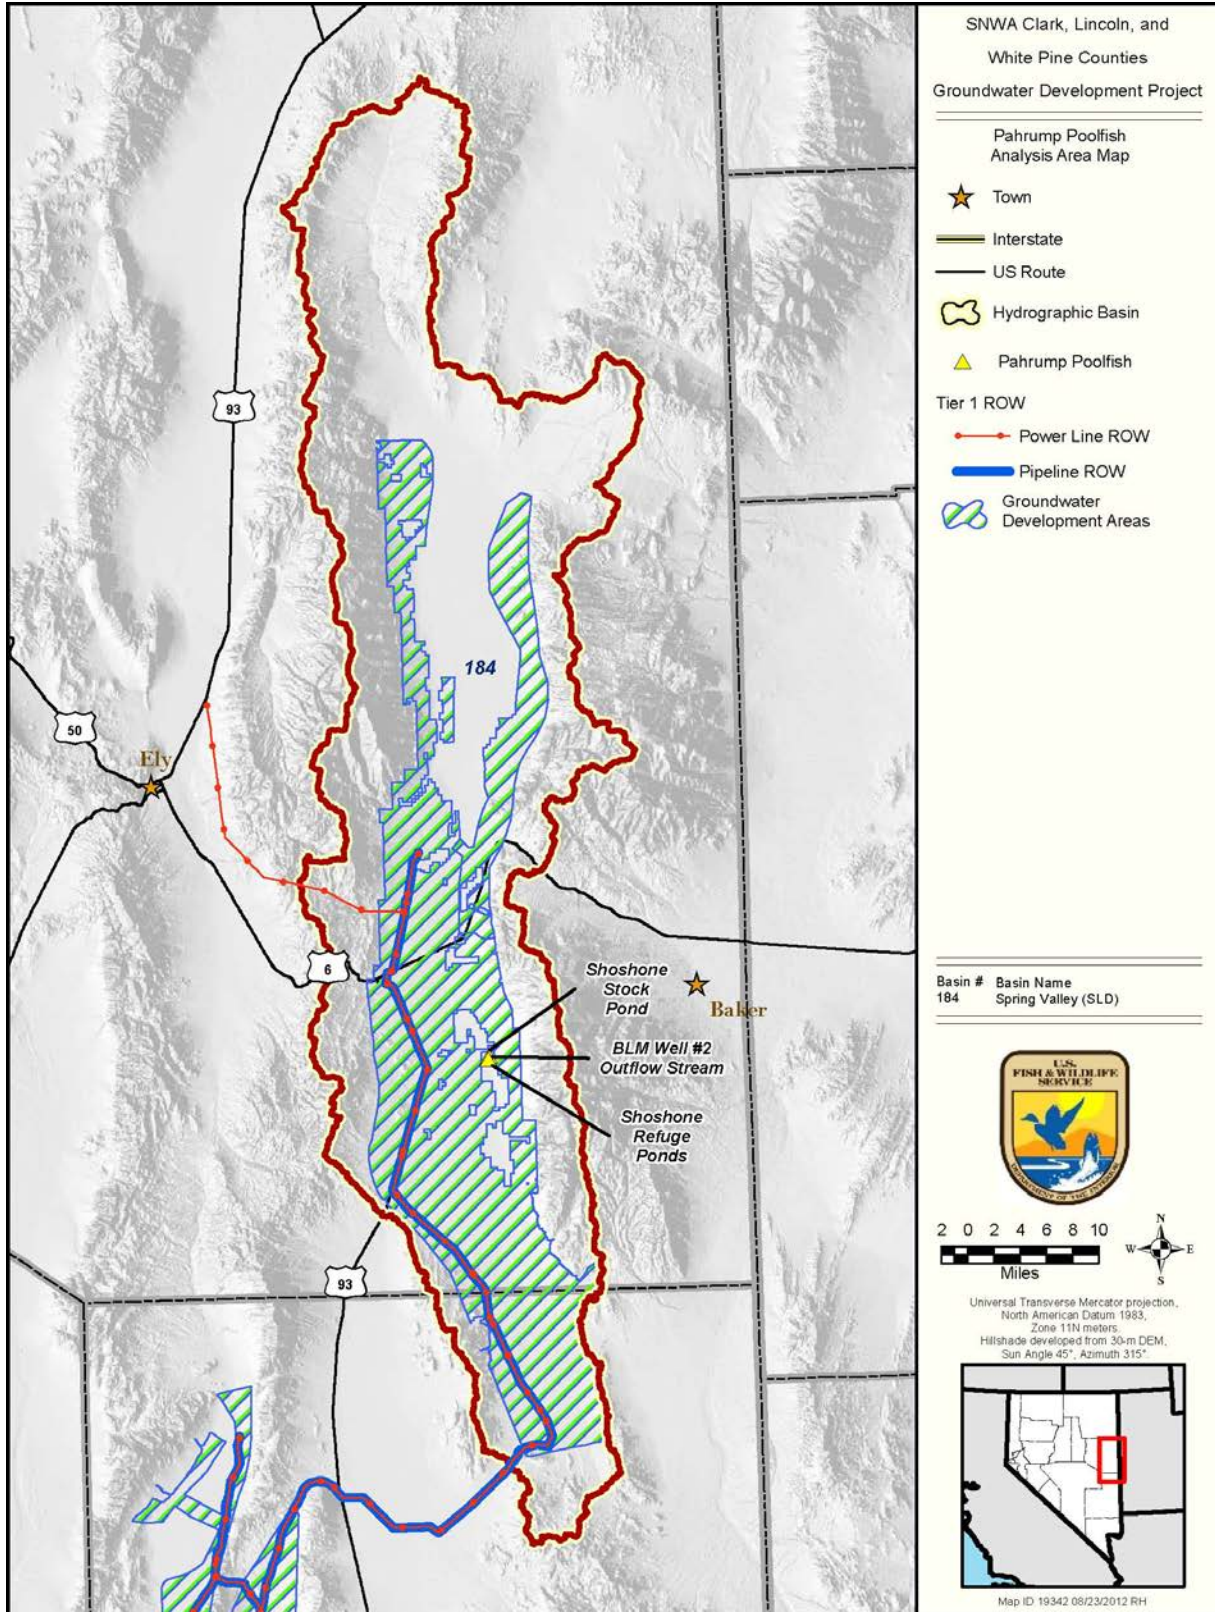 SNWA Clark, Lincoln, and
White Pine Counties
Groundwater Development Project
Pahrump Poolfish
Analysis Area Map
Town
Interstate
US Route
Hydrographic Basin
Pahrump Poolfish
Tier 1 ROW
Power Line ROW
Pipeline ROW
Groundwater
Development Areas
93
184
50
Ely
6
Shoshone
Stock
Pond
Baker
BLM Well #2
Outflow Stream
Shoshone
Refuge
Ponds
93
Basin # Basin Name
184 Spring Valley (SLD)
U.S.
FISH & WILDLIFE
SERVICE
DEPARTMENT OF THE INTERIOR
2 0 2 4 6 8 10
Miles
N
W E
S
Universal Transverse Mercator projection,
North American Datum 1983,
Zone 11N meters.
Hillshade developed from 30-m DEM,
Sun Angle 45°, Azimuth 315°.
Map ID 19342 08/23/2012 RH